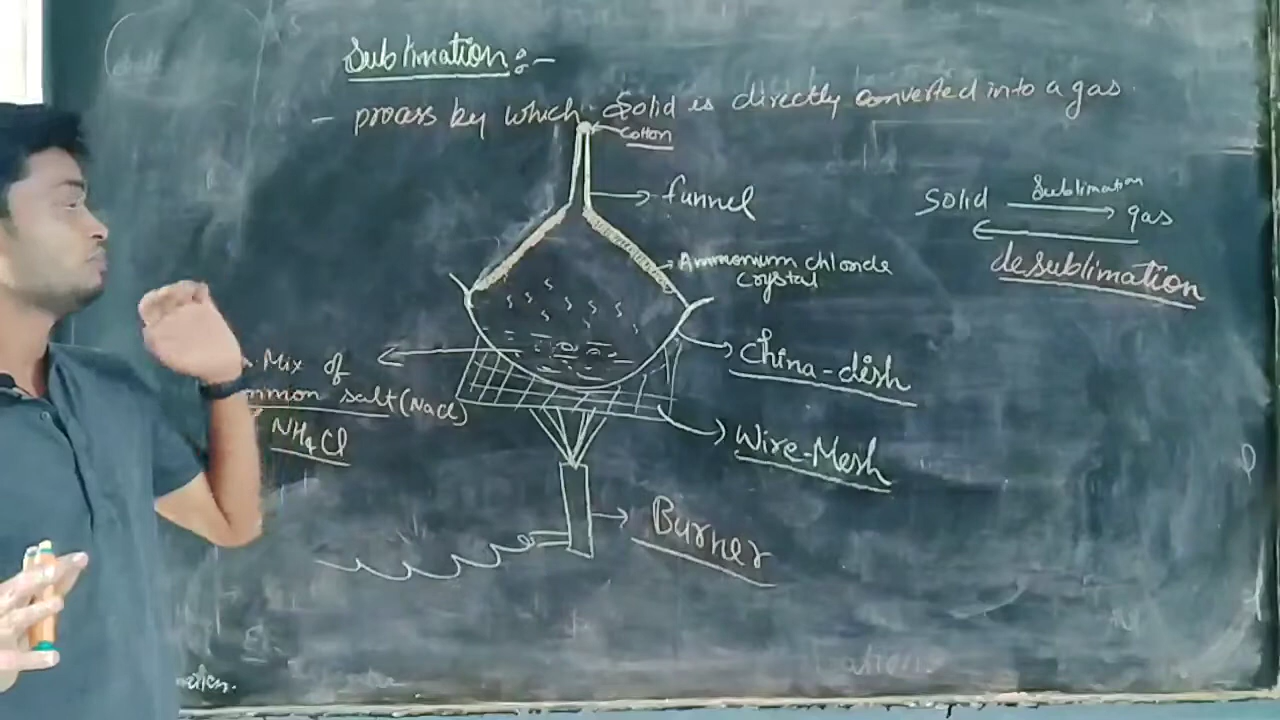 Sublimation:-
- process by which Solid is directly converted into a gas.
Cotton
funnel
Solid Sublimation gas
desublimation
Ammonium chloride
crystal
China-dish
Mix of
mmon salt (NaCl)
NH4Cl
Wire-Mesh
Burner